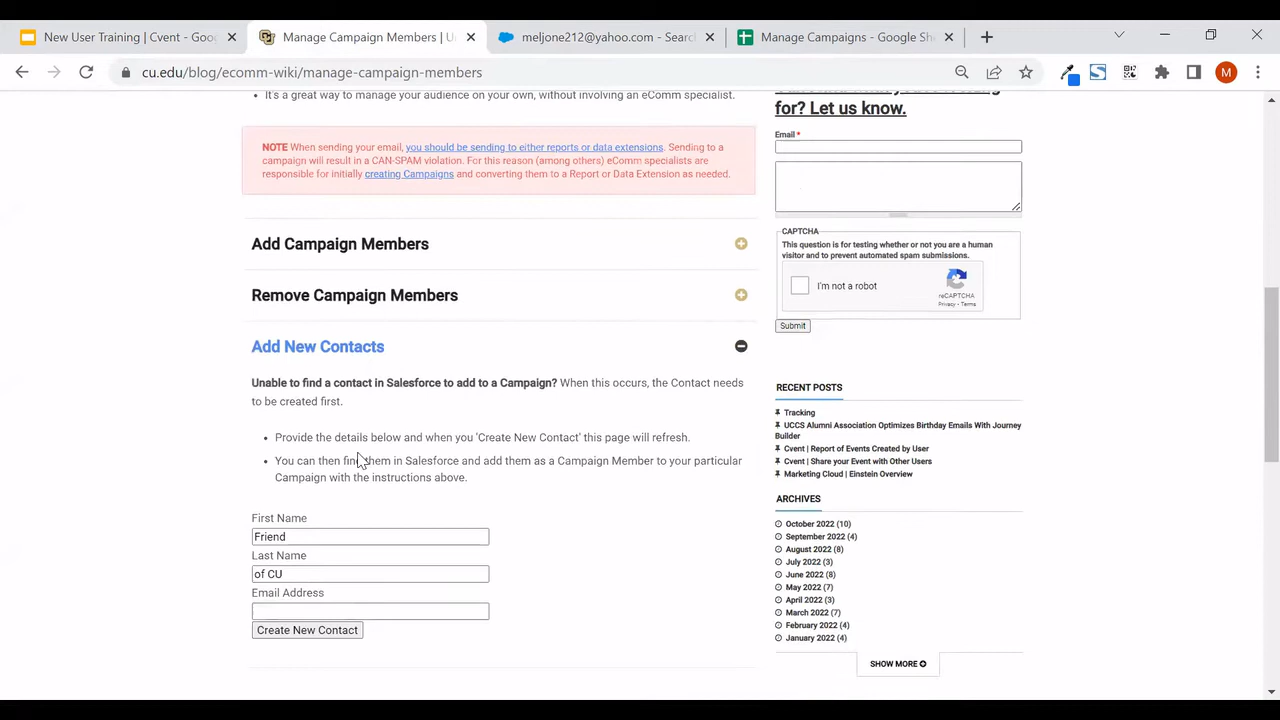 New User Training | Cvent - Goo
Manage Campaign Members | U
meljone212@yahoo.com - Searc
Manage Campaigns - Google She
cu.edu/blog/ecomm-wiki/manage-campaign-members
M
It's a great way to manage your audience on your own, without involving an eComm specialist.
NOTE When sending your email, you should be sending to either reports or data extensions. Sending to a
campaign will result in a CAN-SPAM violation. For this reason (among others) eComm specialists are
responsible for initially creating Campaigns and converting them to a Report or Data Extension as needed.
Add Campaign Members
Remove Campaign Members
Add New Contacts
Unable to find a contact in Salesforce to add to a Campaign? When this occurs, the Contact needs
to be created first.
Provide the details below and when you 'Create New Contact' this page will refresh.
You can then find them in Salesforce and add them as a Campaign Member to your particular
Campaign with the instructions above.
First Name
Friend
Last Name
of CU
Email Address
Create New Contact
for? Let us know.
Email *
CAPTCHA
This question is for testing whether or not you are a human
visitor and to prevent automated spam submissions.
I'm not a robot
reCAPTCHA
Privacy - Terms
Submit
RECENT POSTS
Tracking
UCCS Alumni Association Optimizes Birthday Emails With Journey
Builder
Cvent | Report of Events Created by User
Cvent | Share your Event with Other Users
Marketing Cloud | Einstein Overview
ARCHIVES
October 2022 (10)
September 2022 (4)
August 2022 (8)
July 2022 (3)
June 2022 (8)
May 2022 (7)
April 2022 (3)
March 2022 (7)
February 2022 (4)
January 2022 (4)
SHOW MORE